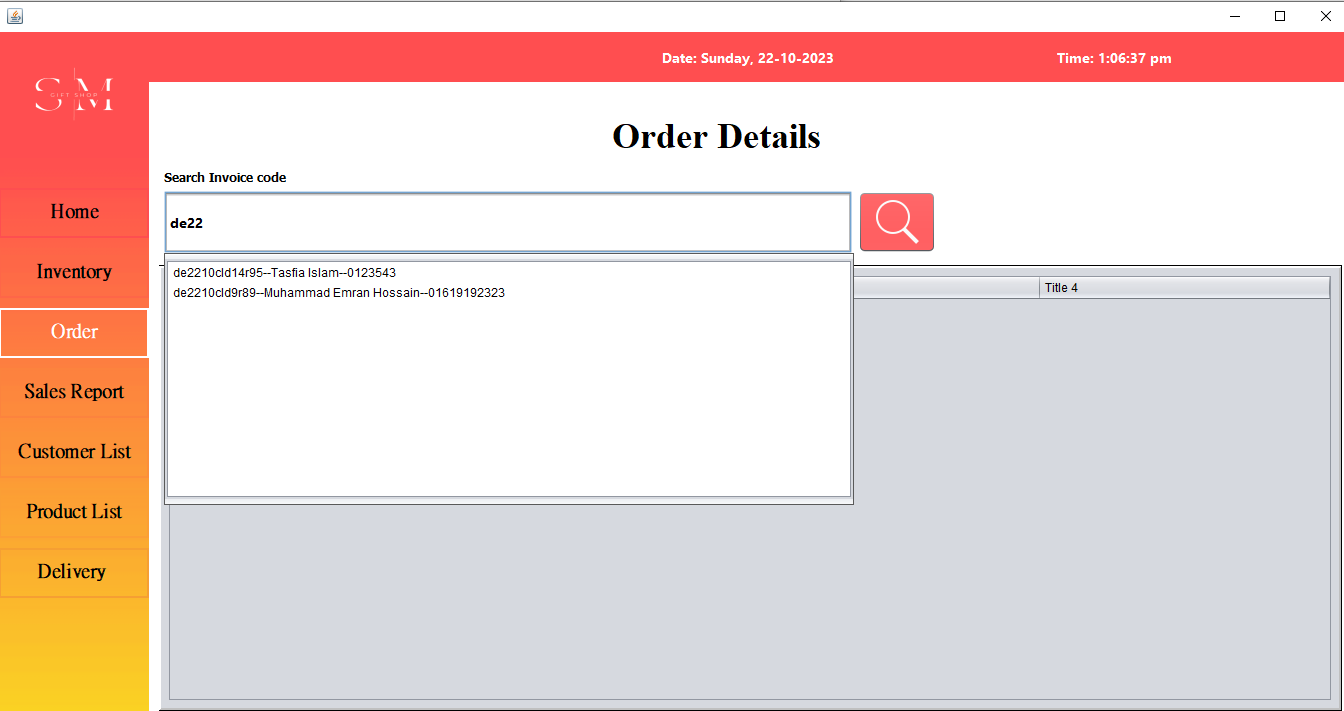 Date: Sunday, 22-10-2023
Time: 1:06:37 pm
S M
GIFT SHOP
Order Details
Search Invoice code
de22
de2210cld14r95--Tasfia Islam--0123543
de2210cld9r89--Muhammad Emran Hossain--01619192323
Title 4
Home
Inventory
Order
Sales Report
Customer List
Product List
Delivery